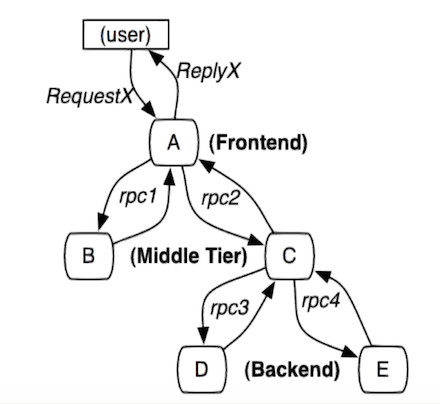 (user)
ReplyX
RequestX
A (Frontend)
rpc1 rpc2
B (Middle Tier) C
rpc3 rpc4
D (Backend) E